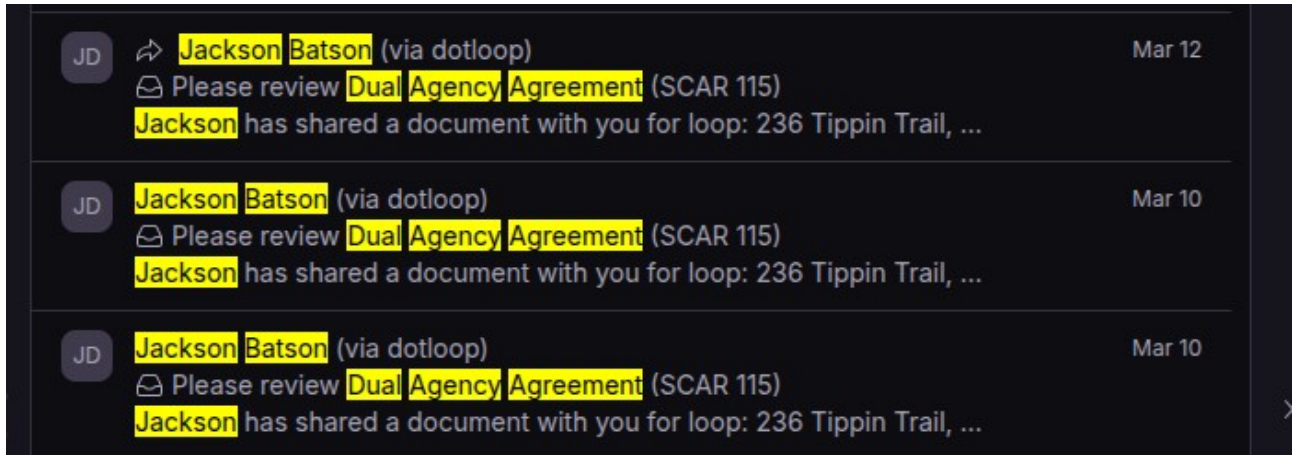 JD
Jackson Batson (via dotloop)
Mar 12
Please review Dual Agency Agreement (SCAR 115)
Jackson has shared a document with you for loop: 236 Tippin Trail, ...
JD
Jackson Batson (via dotloop)
Mar 10
Please review Dual Agency Agreement (SCAR 115)
Jackson has shared a document with you for loop: 236 Tippin Trail, ...
JD
Jackson Batson (via dotloop)
Mar 10
Please review Dual Agency Agreement (SCAR 115)
Jackson has shared a document with you for loop: 236 Tippin Trail, ...